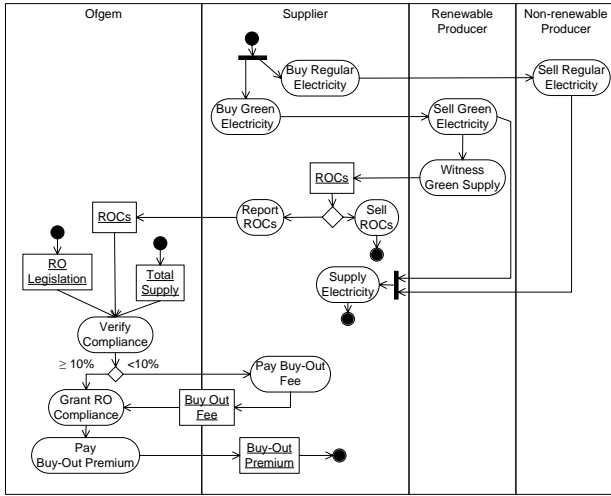 Ofgem
Supplier
Renewable
Producer
Non-renewable
Producer
Buy Regular
Electricity
Sell Regular
Electricity
Buy Green
Electricity
Sell Green
Electricity
ROCs
Witness
Green Supply
ROCs
Report
ROCs
Sell
ROCs
RO
Legislation
Total
Supply
Supply
Electricity
Verify
Compliance
≥ 10%
<10%
Pay Buy-Out
Fee
Grant RO
Compliance
Buy Out
Fee
Pay
Buy-Out Premium
Buy-Out
Premium